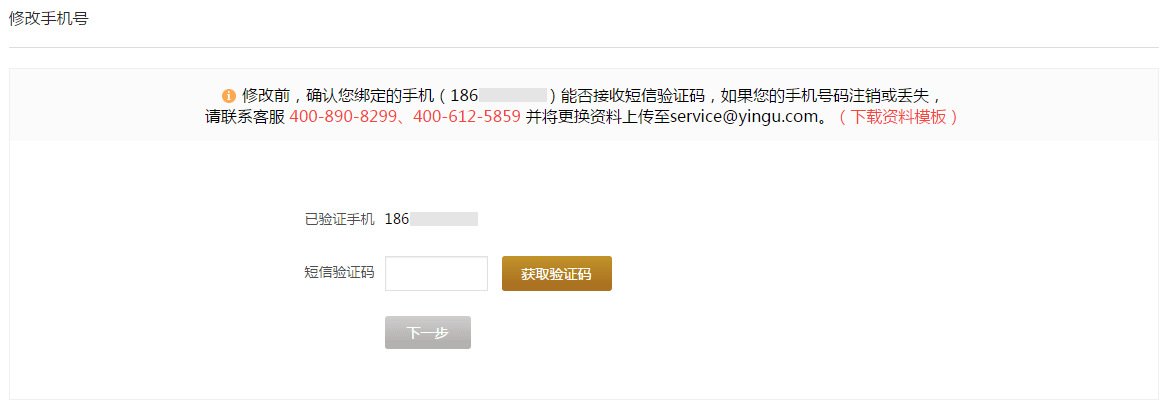 修改手机号
修改前，确认您绑定的手机（186）能否接收短信验证码，如果您的手机号码注销或丢失，
请联系客服 400-890-8299、400-612-5859 并将更换资料上传至service@yingu.com。（下载资料模板）
已验证手机 186
短信验证码 获取验证码
下一步